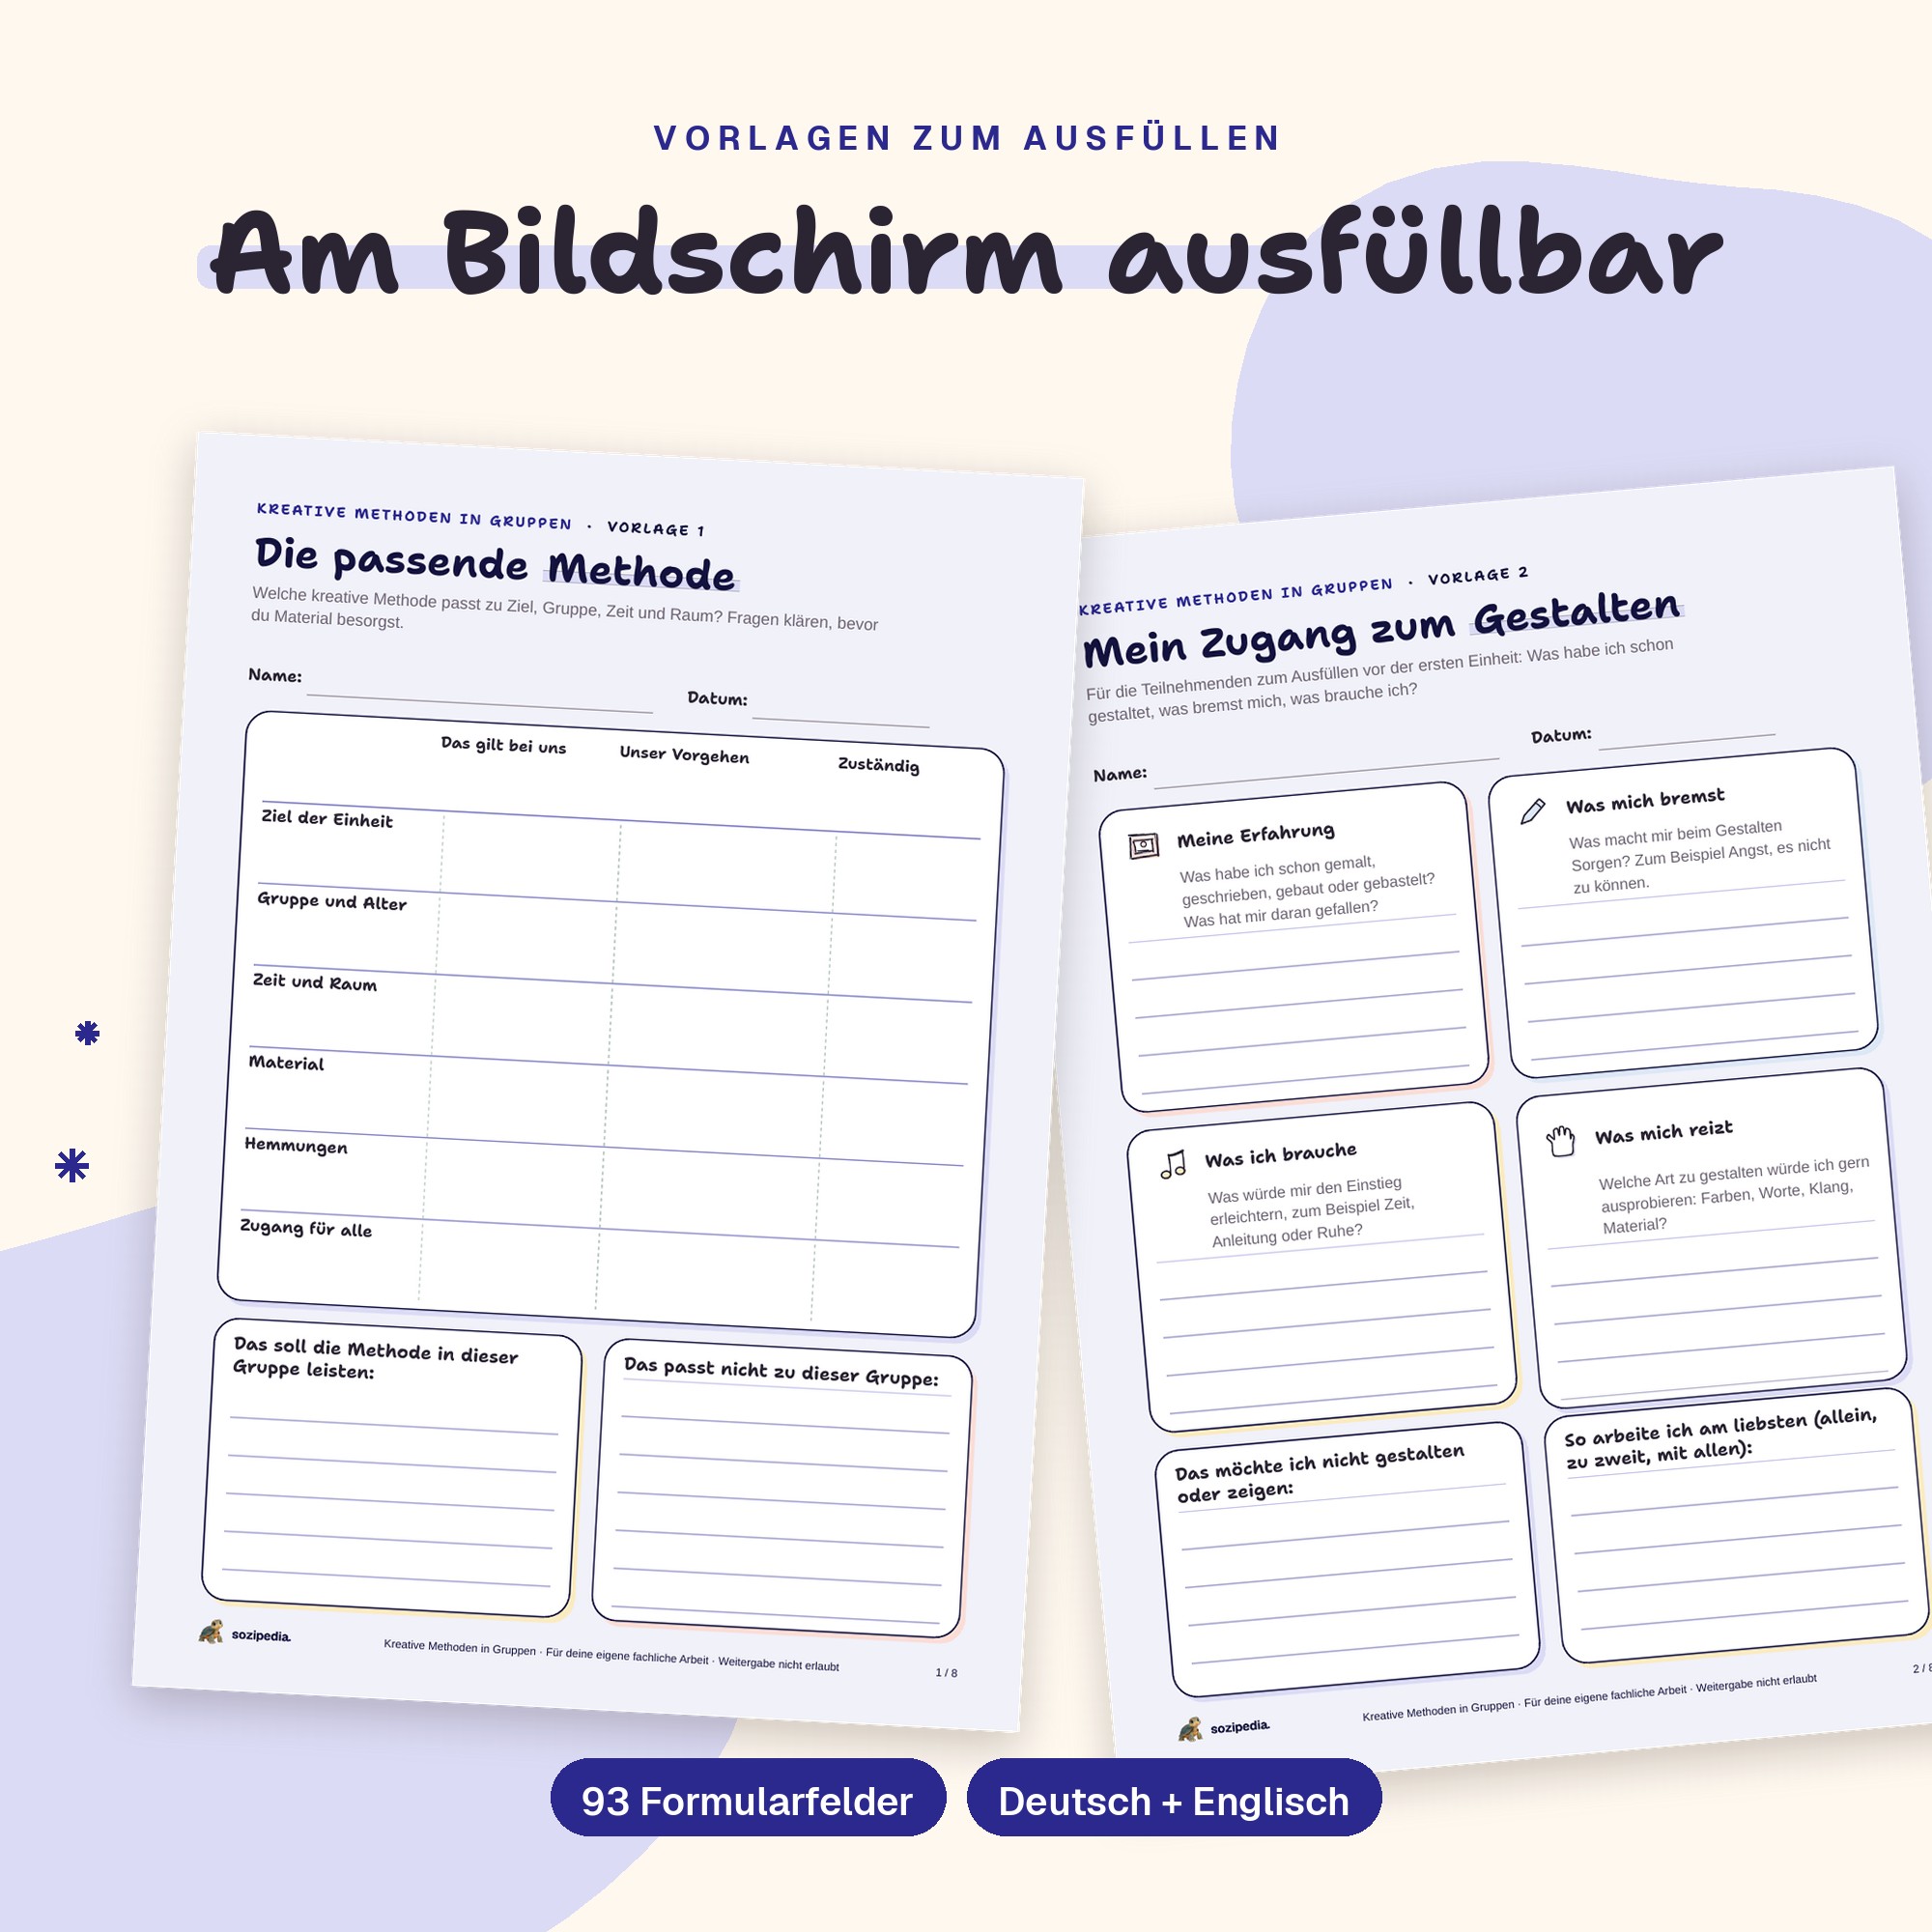 VORLAGEN ZUM AUSFÜLLEN
Am Bildschirm ausfüllbar
KREATIVE METHODEN IN GRUPPEN · VORLAGE 1
Die passende Methode
Welche kreative Methode passt zu Ziel, Gruppe, Zeit und Raum? Fragen klären, bevor
du Material besorgst.
Name:
Datum:
Das gilt bei uns
Unser Vorgehen
Zuständig
Ziel der Einheit
Gruppe und Alter
Zeit und Raum
Material
Hemmungen
Zugang für alle
Das soll die Methode in dieser
Gruppe leisten:
Das passt nicht zu dieser Gruppe:
sozipedia.
Kreative Methoden in Gruppen · Für deine eigene fachliche Arbeit · Weitergabe nicht erlaubt
1 / 8
KREATIVE METHODEN IN GRUPPEN · VORLAGE 2
Mein Zugang zum Gestalten
Für die Teilnehmenden zum Ausfüllen vor der ersten Einheit: Was habe ich schon
gestaltet, was bremst mich, was brauche ich?
Name:
Datum:
Meine Erfahrung
Was habe ich schon gemalt,
geschrieben, gebaut oder gebastelt?
Was hat mir daran gefallen?
Was mich bremst
Was macht mir beim Gestalten
Sorgen? Zum Beispiel Angst, es nicht
zu können.
Was ich brauche
Was würde mir den Einstieg
erleichtern, zum Beispiel Zeit,
Anleitung oder Ruhe?
Was mich reizt
Welche Art zu gestalten würde ich gern
ausprobieren: Farben, Worte, Klang,
Material?
Das möchte ich nicht gestalten
oder zeigen:
So arbeite ich am liebsten (allein,
zu zweit, mit allen):
sozipedia.
Kreative Methoden in Gruppen · Für deine eigene fachliche Arbeit · Weitergabe nicht erlaubt
2 / 8
93 Formularfelder
Deutsch + Englisch